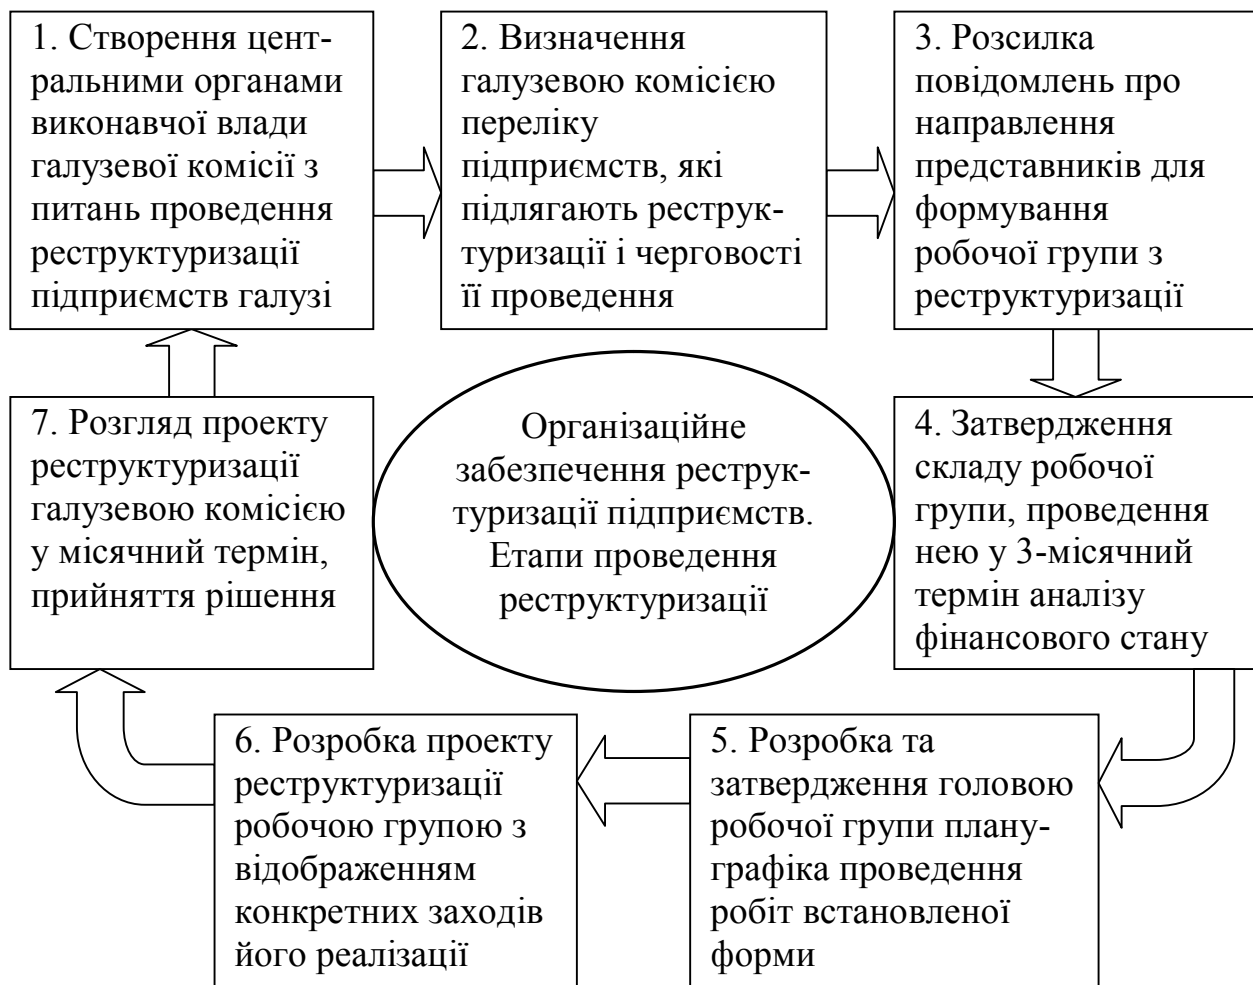 1. Створення цент-
ральними органами
виконавчої влади
галузевої комісії з
питань проведення
реструктуризації
підприємств галузі
2. Визначення
галузевою комісією
переліку
підприємств, які
підлягають реструк-
туризації і черговості
її проведення
3. Розсилка
повідомлень про
направлення
представників для
формування
робочої групи з
реструктуризації
7. Розгляд проекту
реструктуризації
галузевою комісією
у місячний термін,
прийняття рішення
Організаційне
забезпечення реструк-
туризації підприємств.
Етапи проведення
реструктуризації
4. Затвердження
складу робочої
групи, проведення
нею у 3-місячний
термін аналізу
фінансового стану
6. Розробка проекту
реструктуризації
робочою групою з
відображенням
конкретних заходів
його реалізації
5. Розробка та
затвердження головою
робочої групи плану-
графіка проведення
робіт встановленої
форми